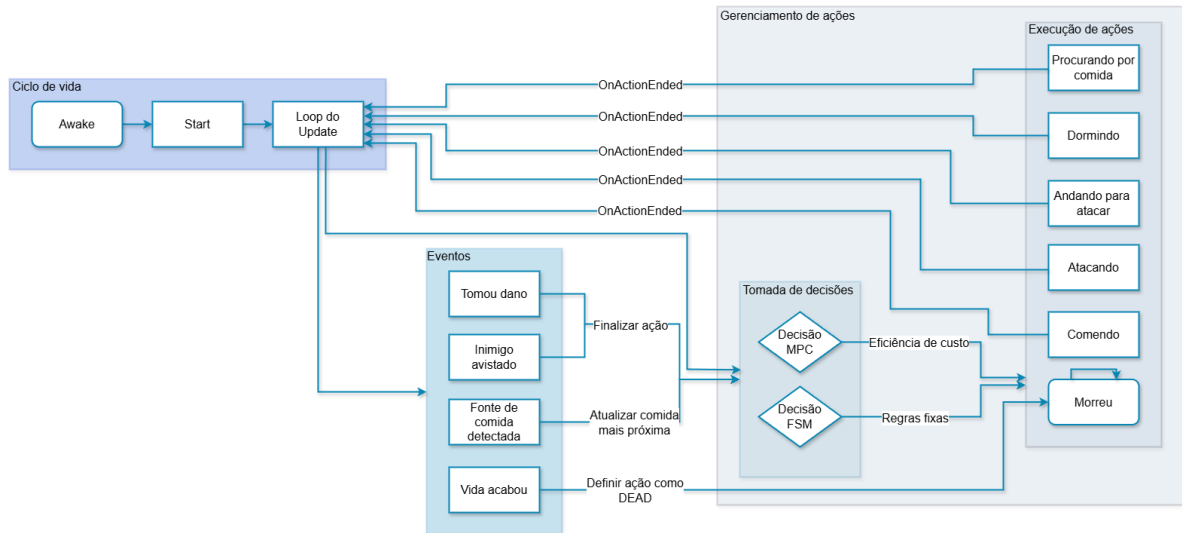 Gerenciamento de ações
Execução de ações
Procurando por
comida
Ciclo de vida
OnActionEnded
Awake
Start
Loop do
Update
OnActionEnded
Dormindo
OnActionEnded
OnActionEnded
Andando para
atacar
OnActionEnded
Eventos
Atacando
Tomou dano
Tomada de decisões
Finalizar ação
Decisão
MPC
Eficiência de custo
Comendo
Inimigo
avistado
Fonte de
comida
detectada
Atualizar comida
mais próxima
Decisão
FSM
Regras fixas
Morreu
Vida acabou
Definir ação como
DEAD